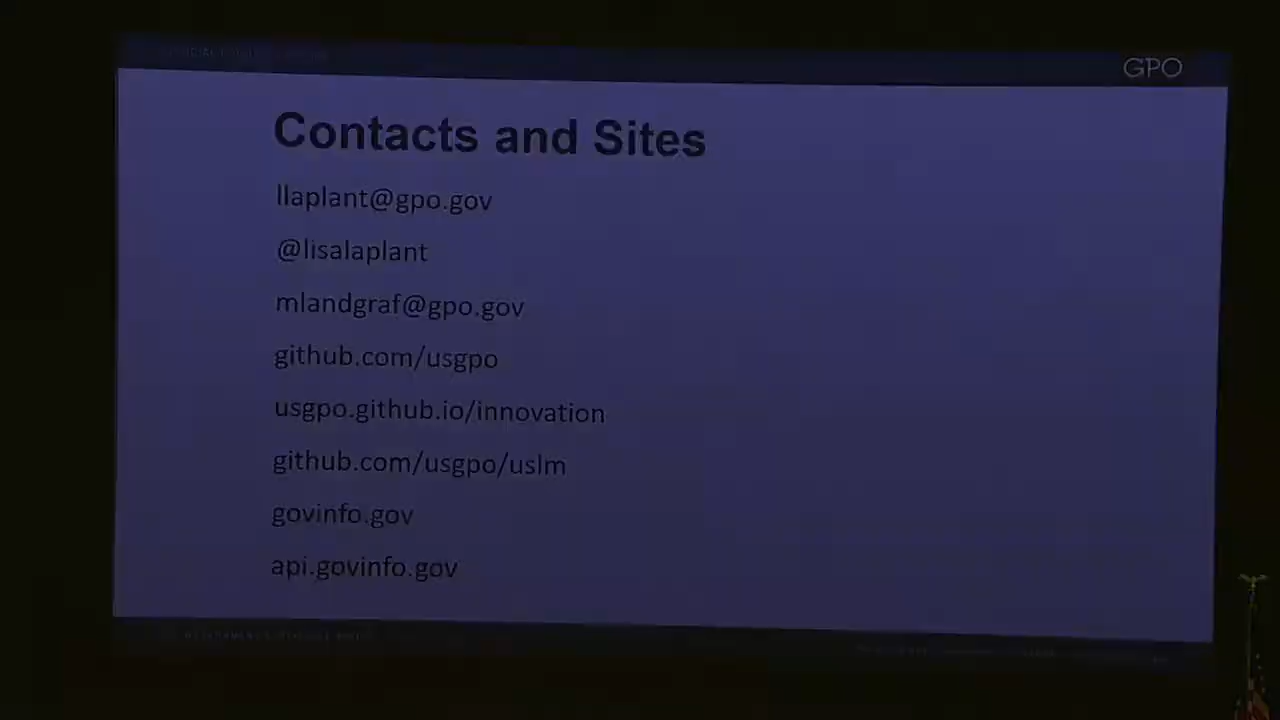 GPO
Contacts and Sites
llaplant@gpo.gov
@lisalaplant
mlandgraf@gpo.gov
github.com/usgpo
usgpo.github.io/innovation
github.com/usgpo/uslm
govinfo.gov
api.govinfo.gov